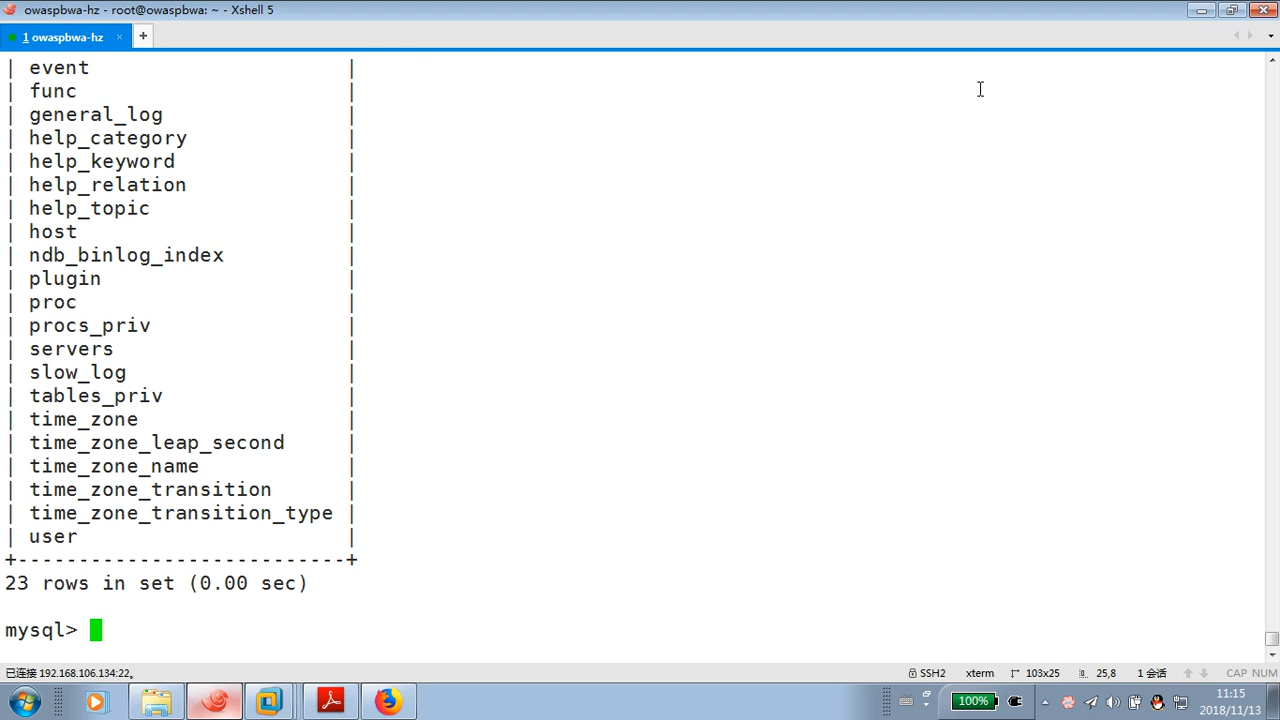 owaspbwa-hz - root@owaspbwa: ~ - Xshell 5
1 owaspbwa-hz × +
| event |
| func |
| general_log |
| help_category |
| help_keyword |
| help_relation |
| help_topic |
| host |
| ndb_binlog_index |
| plugin |
| proc |
| procs_priv |
| servers |
| slow_log |
| tables_priv |
| time_zone |
| time_zone_leap_second |
| time_zone_name |
| time_zone_transition |
| time_zone_transition_type |
| user |
+---------------------------+
23 rows in set (0.00 sec)
mysql>
已连接 192.168.106.134:22。 SSH2 xterm 103x25 25,8 1 会话 CAP NUM
100% 11:15
2018/11/13